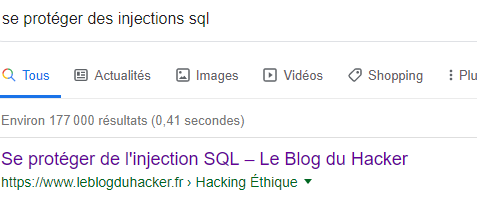 se protéger des injections sql
Tous Actualités Images Vidéos Shopping Plu
Environ 177 000 résultats (0,41 secondes)
Se protéger de l'injection SQL – Le Blog du Hacker
https://www.leblogduhacker.fr › Hacking Éthique